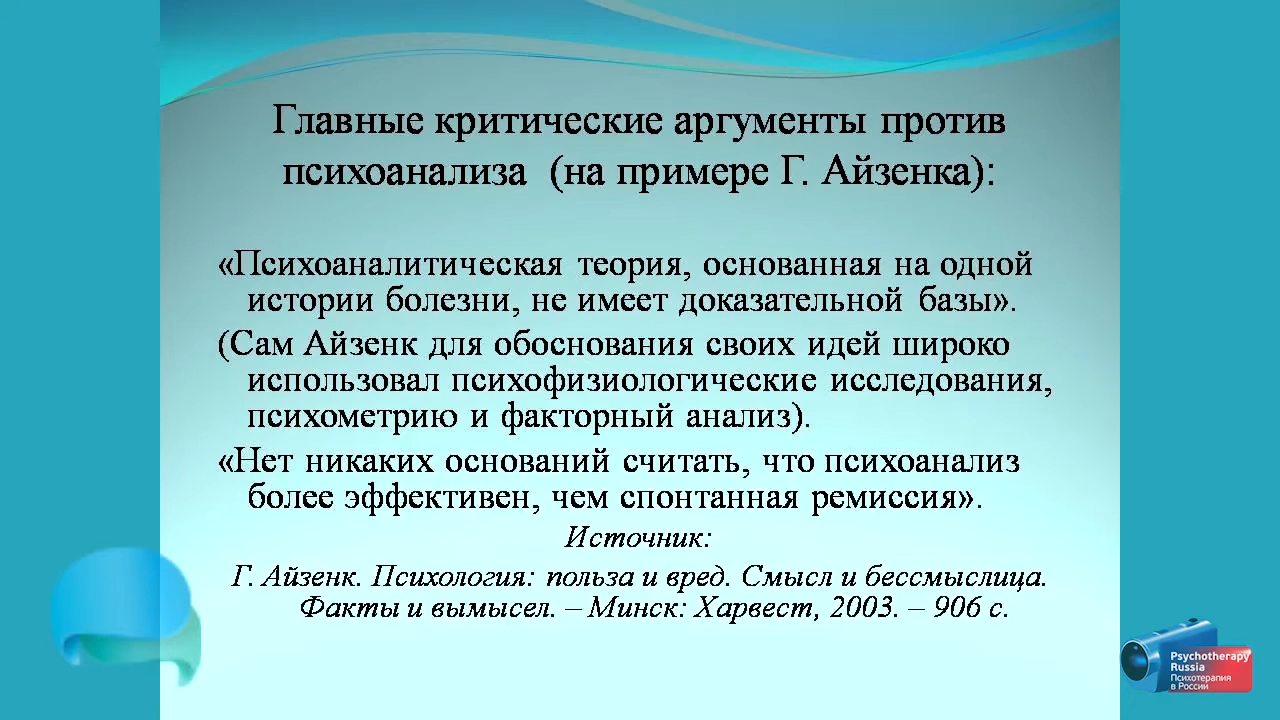 Главные критические аргументы против
психоанализа (на примере Г. Айзенка):
«Психоаналитическая теория, основанная на одной
истории болезни, не имеет доказательной базы».
(Сам Айзенк для обоснования своих идей широко
использовал психофизиологические исследования,
психометрию и факторный анализ).
«Нет никаких оснований считать, что психоанализ
более эффективен, чем спонтанная ремиссия».
Источник:
Г. Айзенк. Психология: польза и вред. Смысл и бессмыслица.
Факты и вымысел. – Минск: Харвест, 2003. – 906 с.
Psychotherapy
Russia
Психотерапия
в России